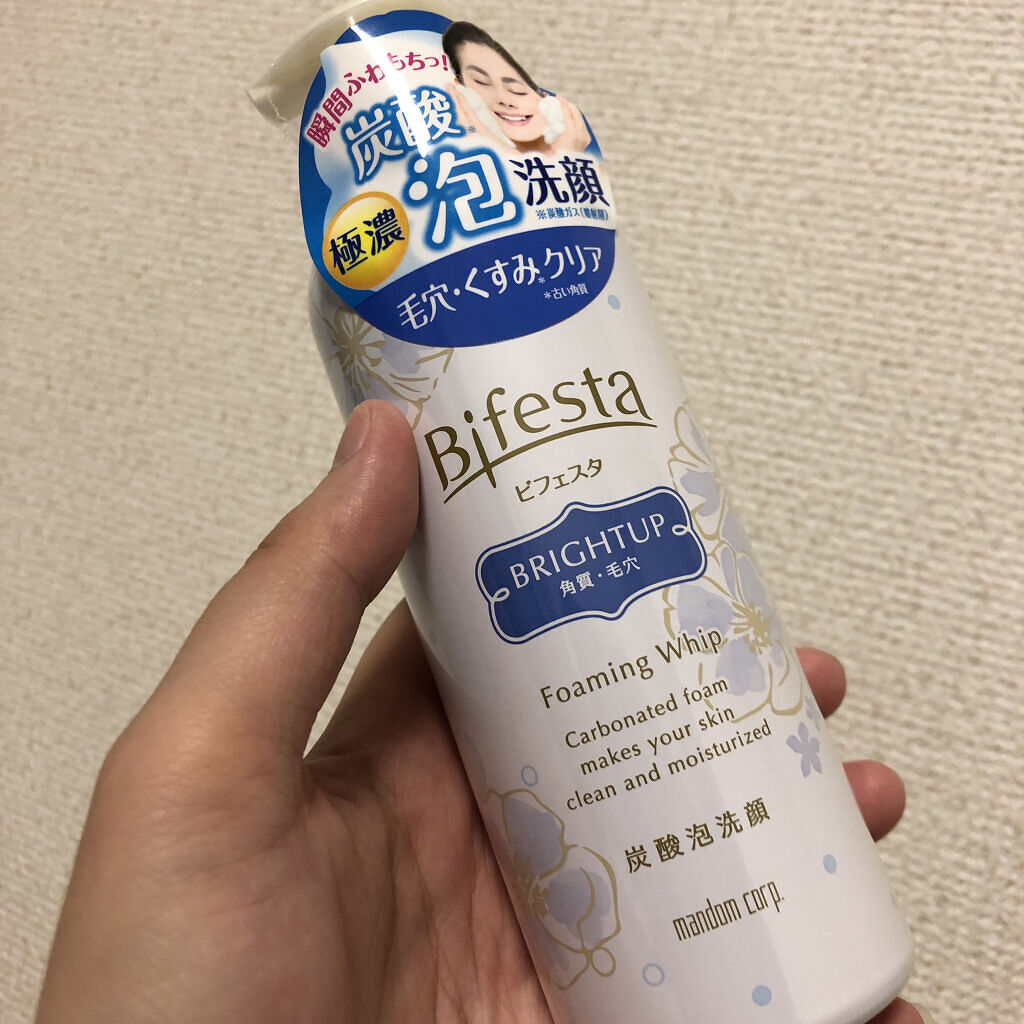 瞬間ふわもちっ!
炭酸※
泡洗顔
※炭酸ガス(噴射剤)
極濃
毛穴・くすみ*クリア
*古い角質
Bifesta
ビフェスタ
BRIGHTUP
角質・毛穴
Foaming Whip
Carbonated foam
makes your skin
clean and moisturized
炭酸泡洗顔
mandom corp.